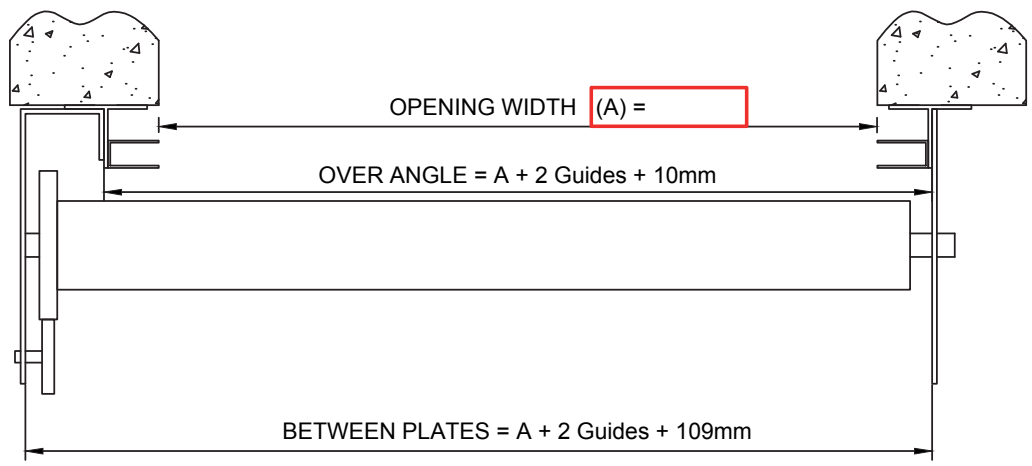 OPENING WIDTH (A) =
OVER ANGLE = A + 2 Guides + 10mm
BETWEEN PLATES = A + 2 Guides + 109mm